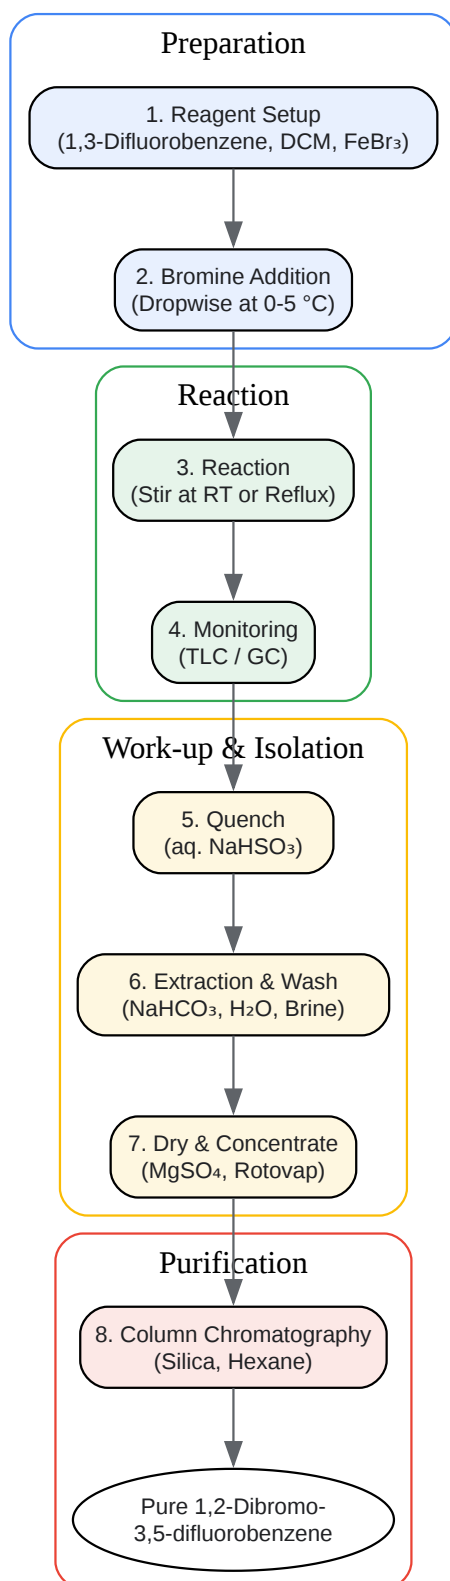 Preparation
1. Reagent Setup
(1,3-Difluorobenzene, DCM, FeBr₃)
2. Bromine Addition
(Dropwise at 0-5 °C)
Reaction
3. Reaction
(Stir at RT or Reflux)
4. Monitoring
(TLC / GC)
Work-up & Isolation
5. Quench
(aq. NaHSO₃)
6. Extraction & Wash
(NaHCO₃, H₂O, Brine)
7. Dry & Concentrate
(MgSO₄, Rotovap)
Purification
8. Column Chromatography
(Silica, Hexane)
Pure 1,2-Dibromo-
3,5-difluorobenzene